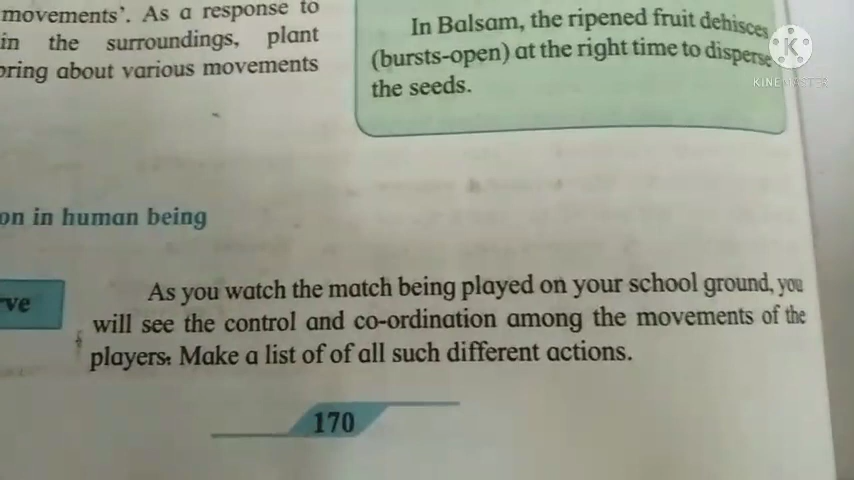 movements'. As a response to
in the surroundings, plant
bring about various movements
In Balsam, the ripened fruit dehisces
(bursts-open) at the right time to disperse
the seeds.
K
KINEMASTER
on in human being
ve
As you watch the match being played on your school ground, you
will see the control and co-ordination among the movements of the
players. Make a list of of all such different actions.
170